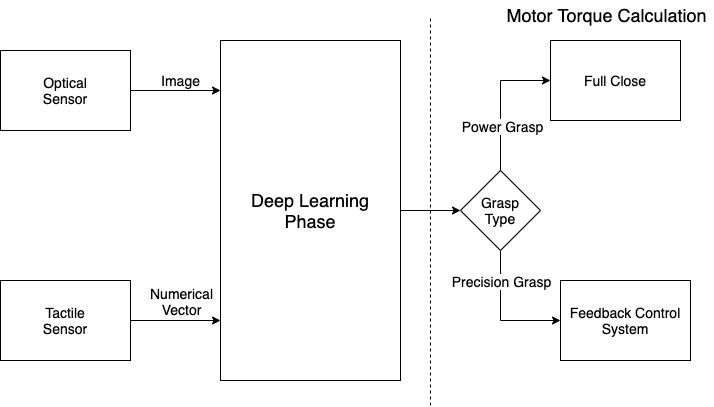 Motor Torque Calculation
Optical
Sensor
Image
Full Close
Power Grasp
Deep Learning
Phase
Grasp
Type
Tactile
Sensor
Numerical
Vector
Precision Grasp
Feedback Control
System